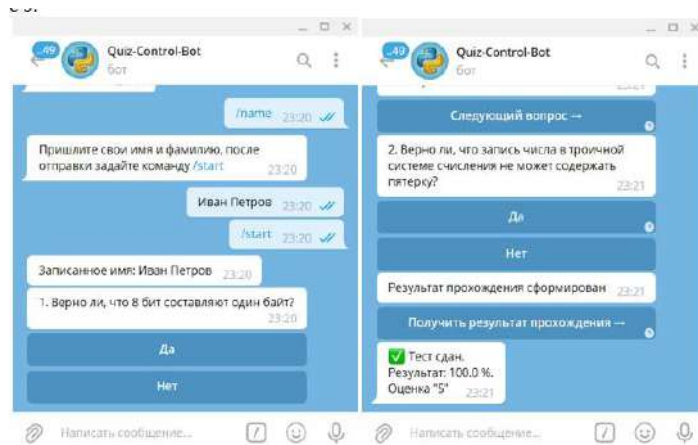 ...49
Quiz-Control-Bot
бот
/name 23:20
Пришлите свои имя и фамилию, после
отправки задайте команду /start
23:20
Иван Петров 23:20
/start 23:20
Записанное имя: Иван Петров 23:20
1. Верно ли, что 8 бит составляют один байт?
23:20
Да
Нет
Написать сообщение...
...49
Quiz-Control-Bot
бот
Следующий вопрос →
2. Верно ли, что запись числа в троичной
системе счисления не может содержать
пятерку?
23:21
Да
Нет
Результат прохождения сформирован 23:21
Получить результат прохождения →
Тест сдан.
Результат: 100.0 %.
Оценка "5" 23:21
Написать сообщение...